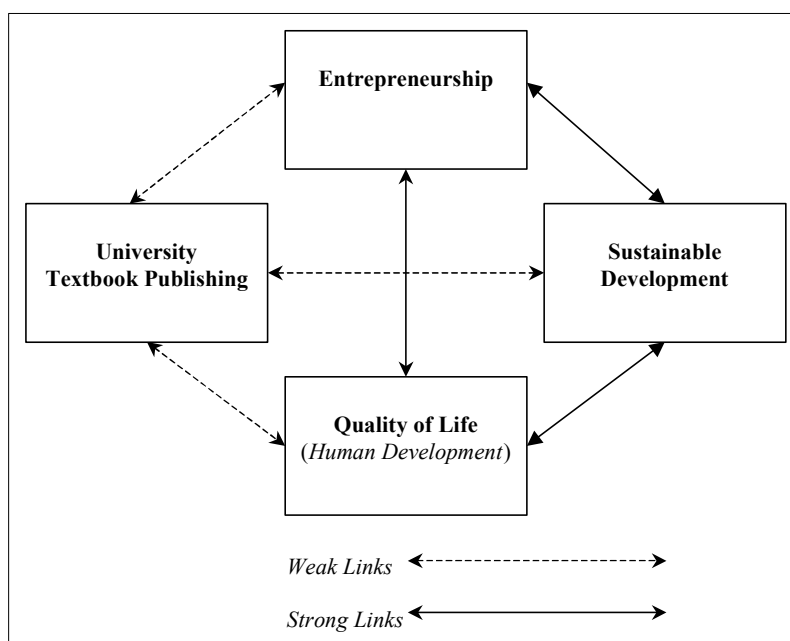 Entrepreneurship
University
Textbook Publishing
Sustainable
Development
Quality of Life
(Human Development)
Weak Links
Strong Links